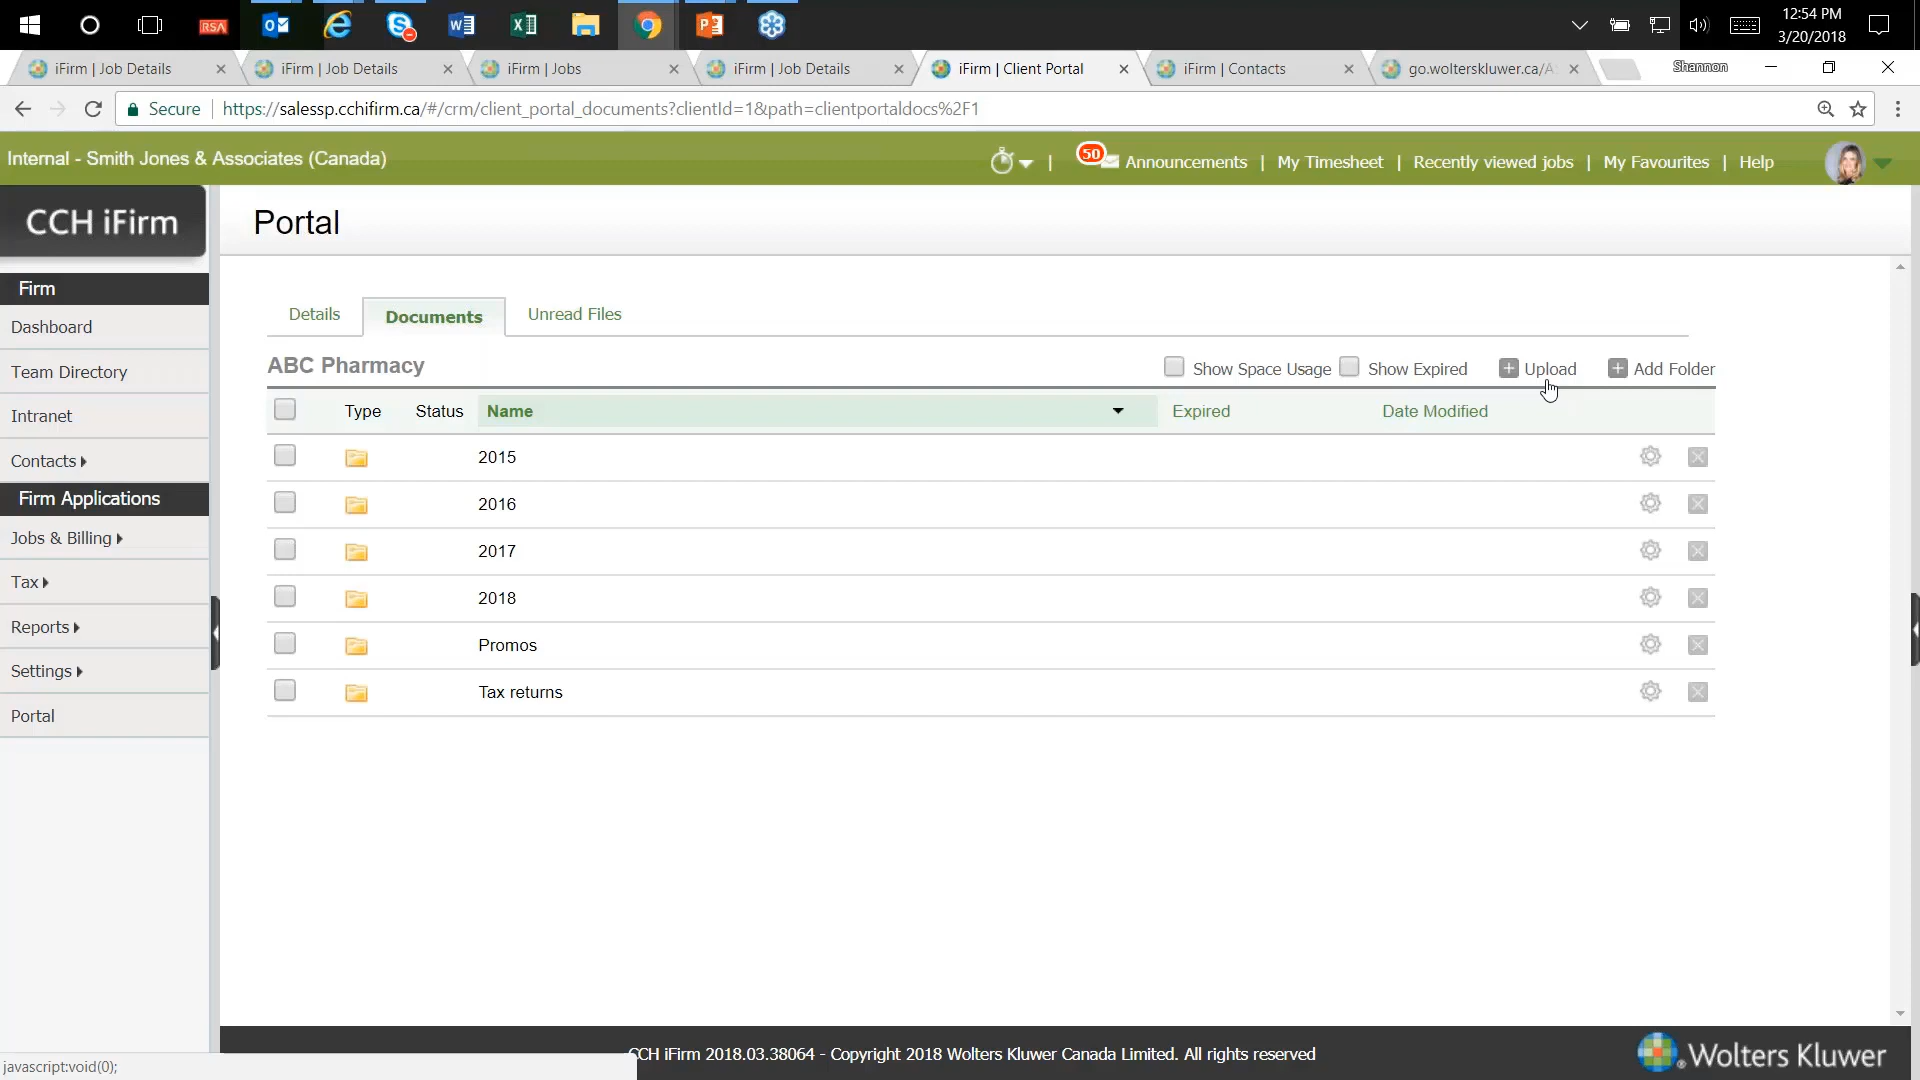 RSA
12:54 PM
3/20/2018
iFirm | Job Details
iFirm | Job Details
iFirm | Jobs
iFirm | Job Details
iFirm | Client Portal
iFirm | Contacts
go.wolterskluwer.ca/A
Shannon
Secure
https://salessp.cchifirm.ca/#/crm/client_portal_documents?clientId=1&path=clientportaldocs%2F1
Internal - Smith Jones & Associates (Canada)
50
Announcements | My Timesheet | Recently viewed jobs | My Favourites | Help
CCH iFirm
Portal
Firm
Dashboard
Team Directory
Intranet
Contacts
Firm Applications
Jobs & Billing
Tax
Reports
Settings
Portal
Details
Documents
Unread Files
ABC Pharmacy
Show Space Usage
Show Expired
Upload
Add Folder
Type Status Name Expired Date Modified
2015
2016
2017
2018
Promos
Tax returns
javascript:void(0);
CCH iFirm 2018.03.38064 - Copyright 2018 Wolters Kluwer Canada Limited. All rights reserved
Wolters Kluwer